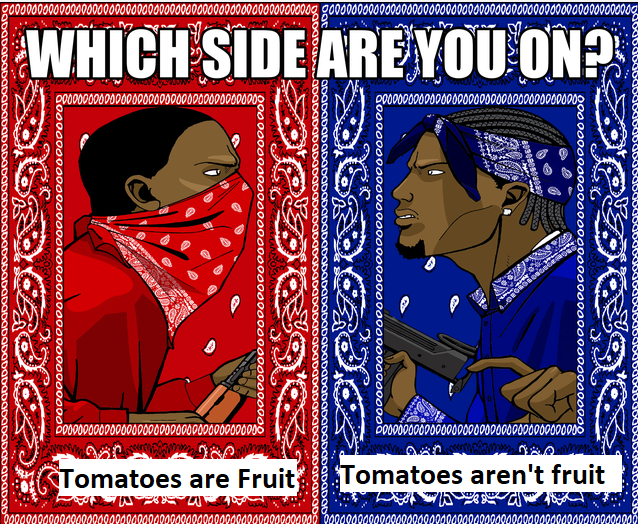 WHICH SIDE ARE YOU ON?
Tomatoes are Fruit
Tomatoes aren't fruit